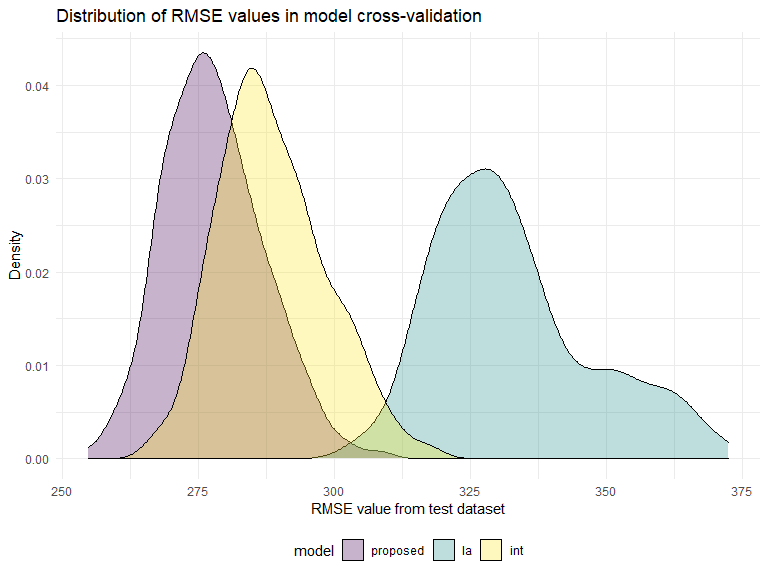 Distribution of RMSE values in model cross-validation
Density
0.04
0.03
0.02
0.01
0.00
250 275 300 325 350 375
RMSE value from test dataset
model proposed la int